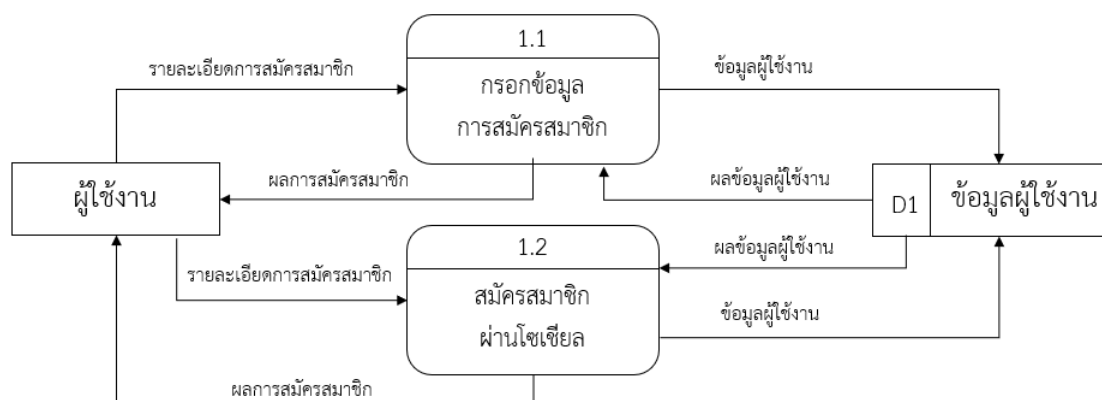 1.1
รายละเอียดการสมัครสมาชิก
ข้อมูลผู้ใช้งาน
กรอกข้อมูล
การสมัครสมาชิก
ผลการสมัครสมาชิก
ผลข้อมูลผู้ใช้งาน
ผู้ใช้งาน
D1
ข้อมูลผู้ใช้งาน
1.2
ผลข้อมูลผู้ใช้งาน
รายละเอียดการสมัครสมาชิก
สมัครสมาชิก
ผ่านโซเชียล
ข้อมูลผู้ใช้งาน
ผลการสมัครสมาชิก